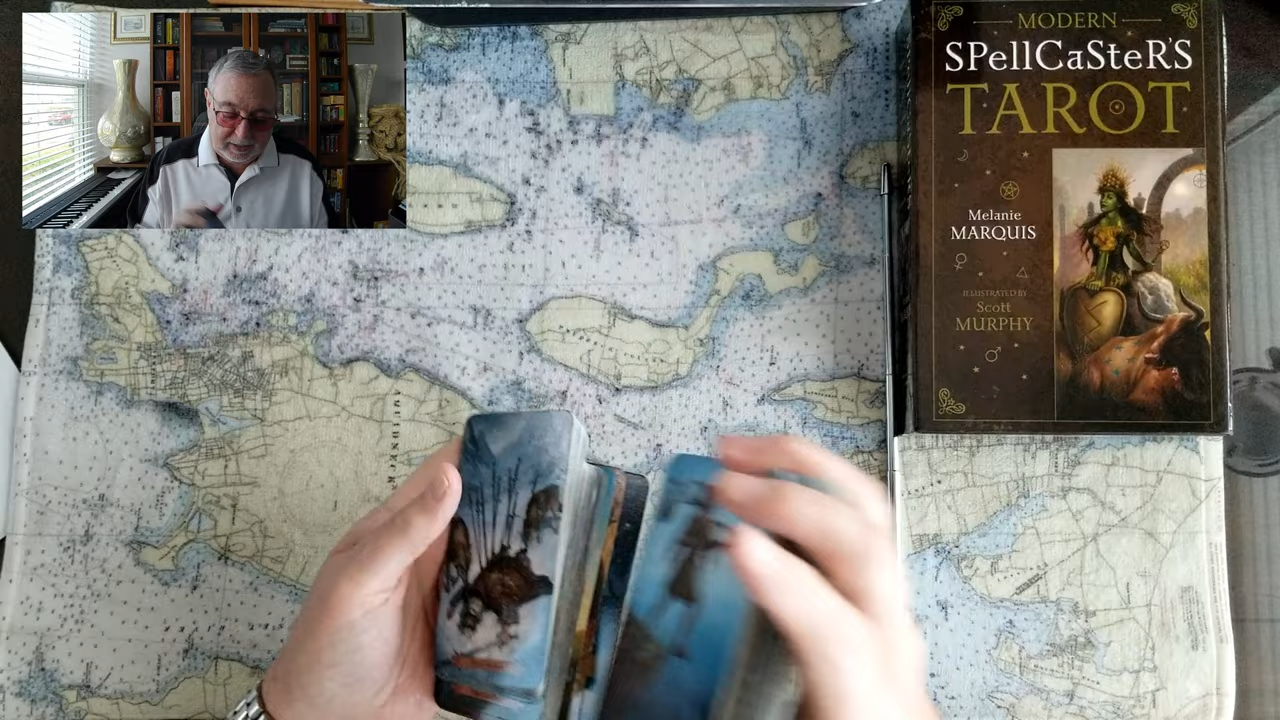 MODERN
SPellCaSteR'S
TAROT
Melanie
MARQUIS
ILLUSTRATED BY
Scott
MURPHY